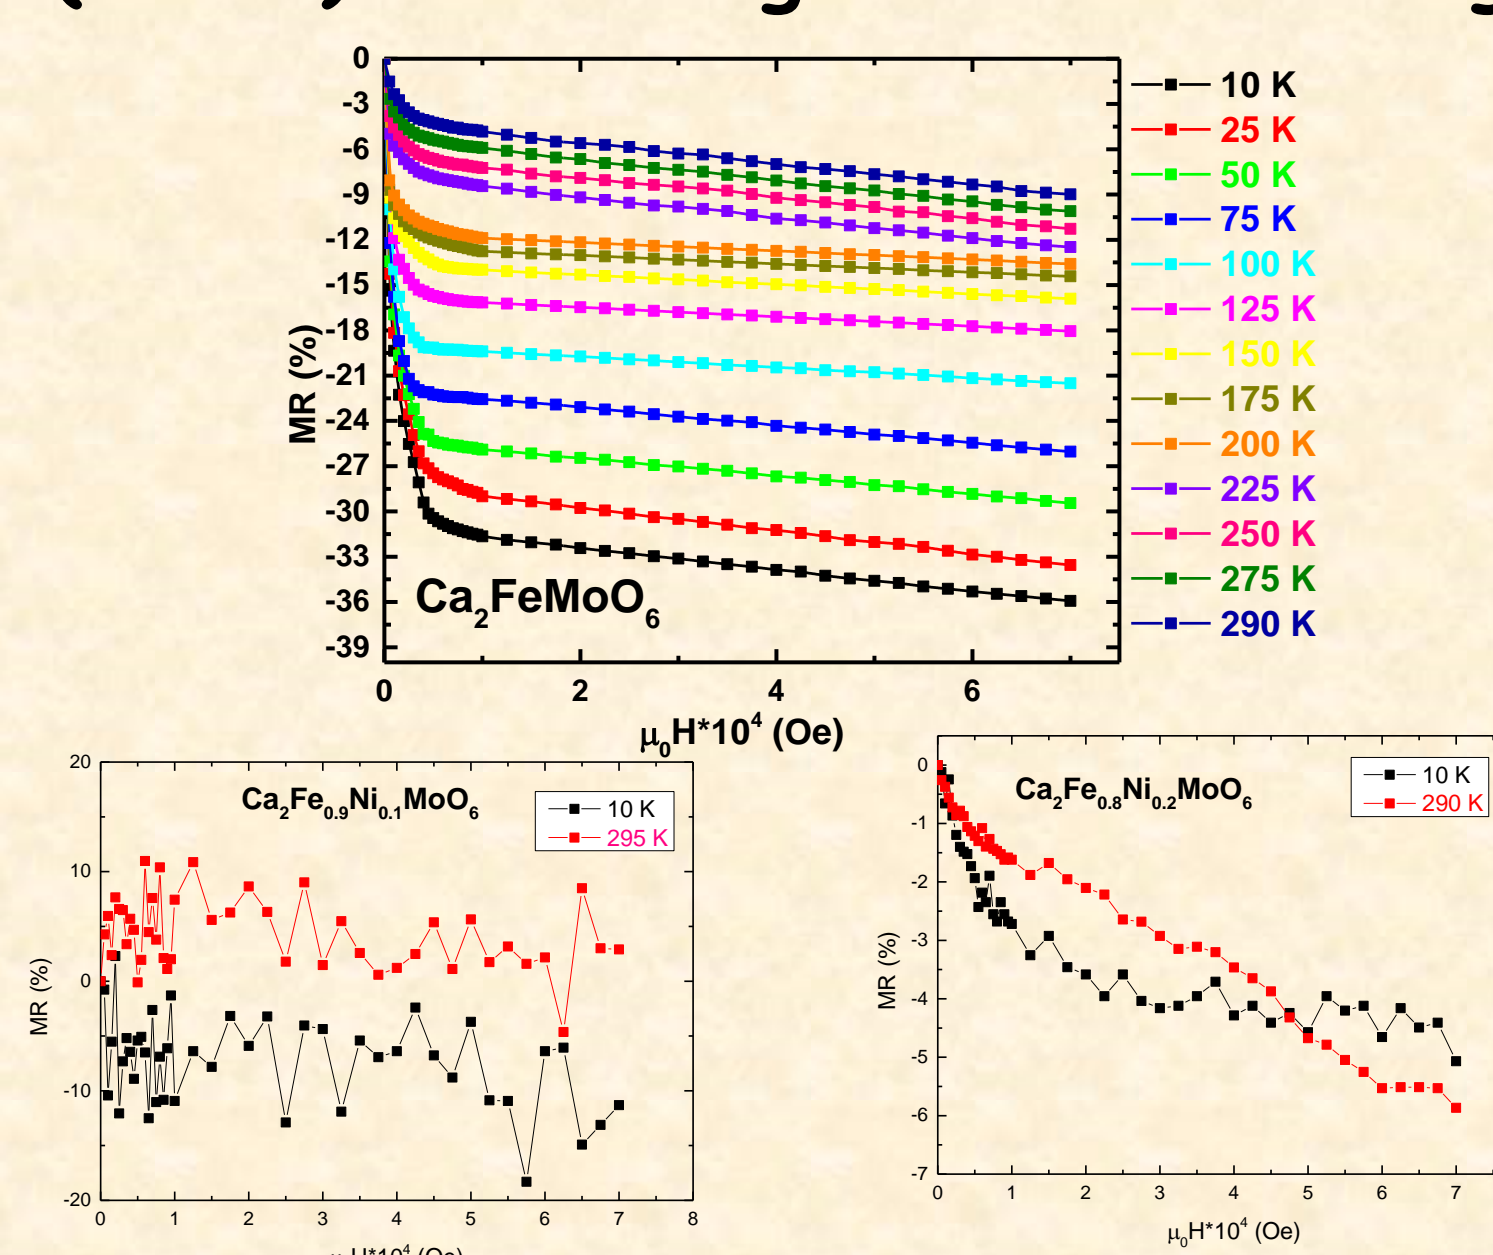 0
-3
-6
-9
-12
-15
-18
-21
-24
-27
-30
-33
-36
-39
MR (%)
Ca₂FeMoO₆
0 2 4 6
μ₀H*10⁴ (Oe)
10 K
25 K
50 K
75 K
100 K
125 K
150 K
175 K
200 K
225 K
250 K
275 K
290 K
20
10
0
-10
-20
MR (%)
Ca₂Fe₀.₉Ni₀.₁MoO₆
10 K
295 K
0 1 2 3 4 5 6 7 8
H*10⁴ (Oe)
0
-1
-2
-3
-4
-5
-6
-7
MR (%)
Ca₂Fe₀.₈Ni₀.₂MoO₆
10 K
290 K
0 1 2 3 4 5 6 7
μ₀H*10⁴ (Oe)